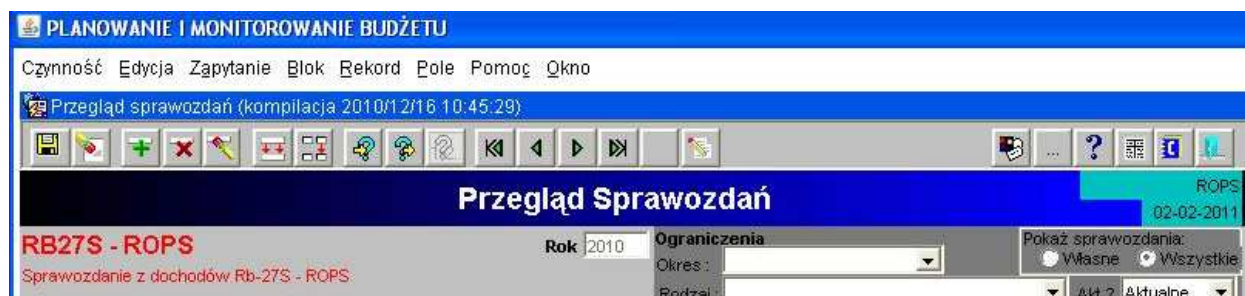 PLANOWANIE I MONITOROWANIE BUDŻETU
Czynność Edycja Zapytanie Blok Rekord Pole Pomoc Okno
Przegląd sprawozdań (kompilacja 2010/12/16 10:45:29)
... ?
Przegląd Sprawozdań
ROPS
02-02-2011
RB27S - ROPS
Rok 2010
Sprawozdanie z dochodów Rb-27S - ROPS
Ograniczenia
Okres :
Rodzaj :
Pokaż sprawozdania:
Własne Wszystkie
Akt.? Aktualne